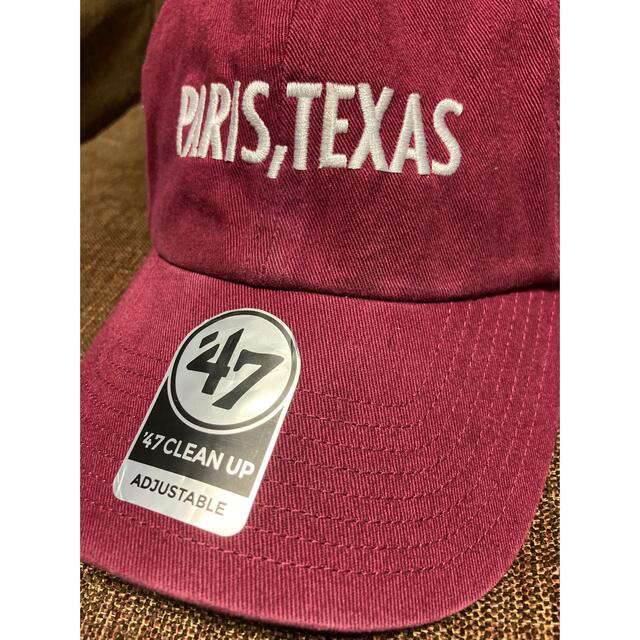 PARIS,TEXAS
'47
'47 CLEAN UP
ADJUSTABLE